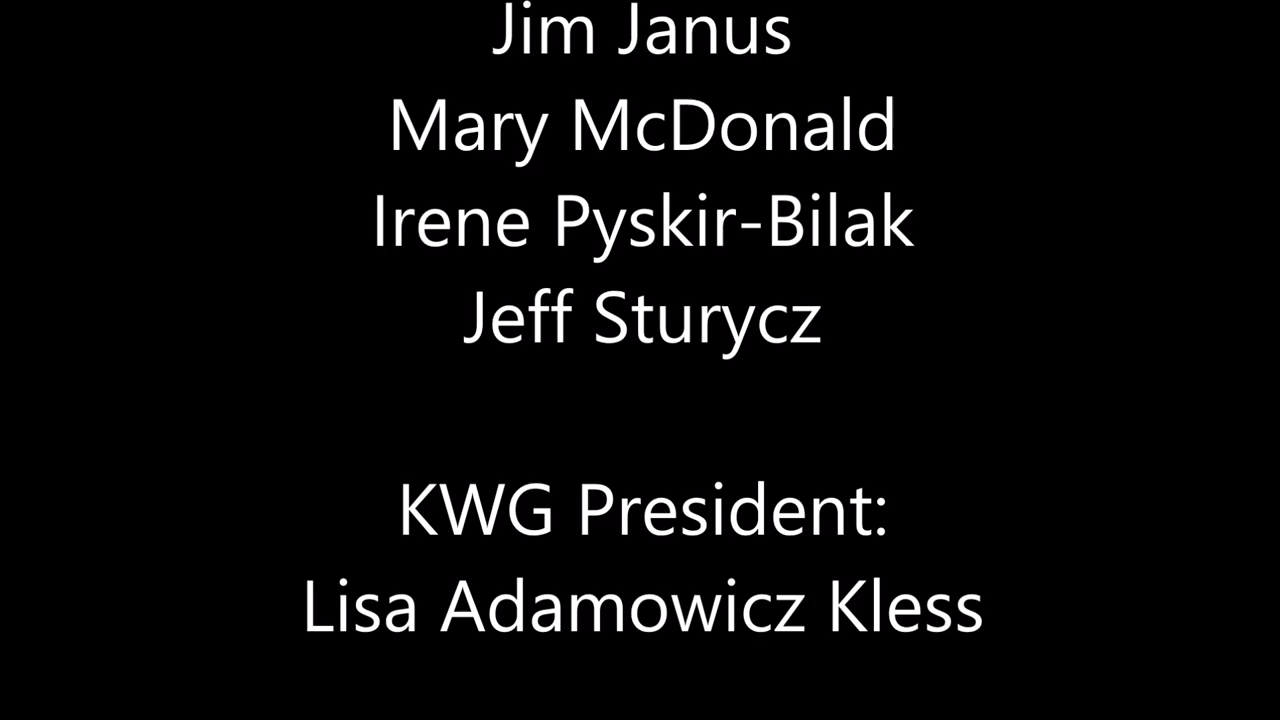 Jim Janus
Mary McDonald
Irene Pyskir-Bilak
Jeff Sturycz
KWG President:
Lisa Adamowicz Kless